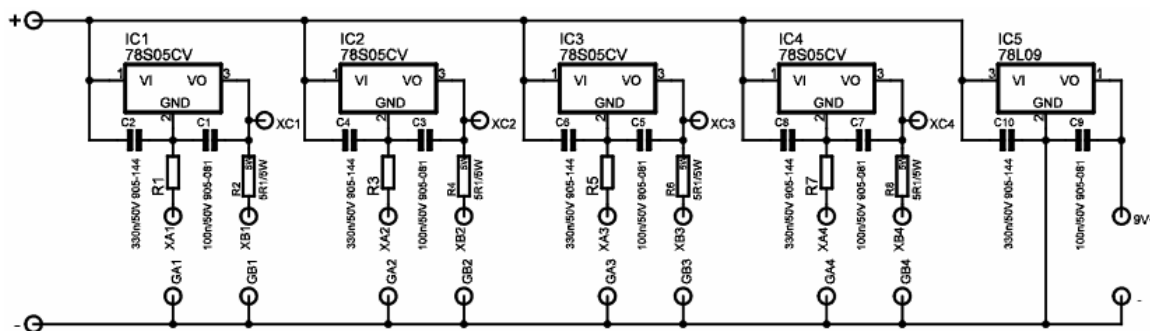 +
IC1
78S05CV
1
VI
VO
3
GND
2
C2
C1
XC1
R1
R2
5W
5R1/5W
330n/50V 905-144
100n/50V 905-081
XA1
XB1
GA1
GB1
IC2
78S05CV
1
VI
VO
3
GND
2
C4
C3
XC2
R3
R4
5W
5R1/5W
330n/50V 905-144
100n/50V 905-081
XA2
XB2
GA2
GB2
IC3
78S05CV
1
VI
VO
3
GND
2
C6
C5
XC3
R5
R6
5W
5R1/5W
330n/50V 905-144
100n/50V 905-081
XA3
XB3
GA3
GB3
IC4
78S05CV
1
VI
VO
3
GND
2
C8
C7
XC4
R7
R8
5W
5R1/5W
330n/50V 905-144
100n/50V 905-081
XA4
XB4
GA4
GB4
IC5
78L09
3
VI
VO
1
GND
2
C10
C9
330n/50V 905-144
100n/50V 905-081
9V
-
-